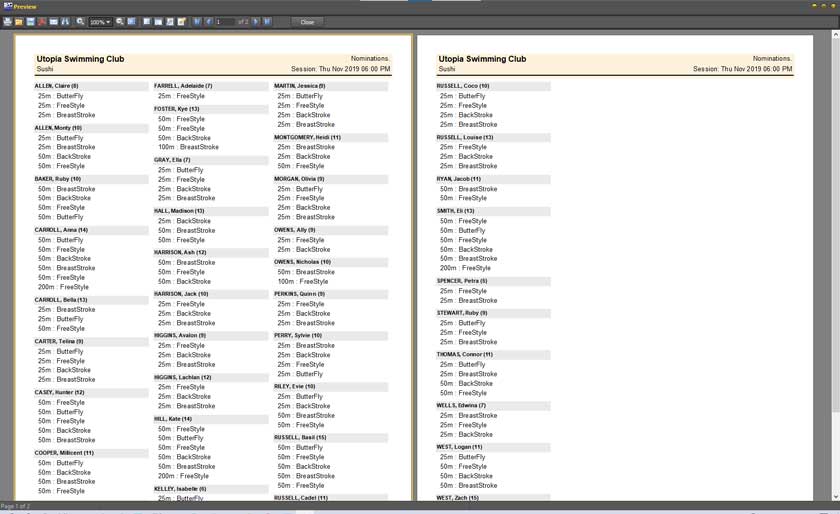 Preview
100%
1
of 2
Close
Utopia Swimming Club
Nominations.
Sushi
Session: Thu Nov 2019 06:00 PM
ALLEN, Claire (8)
25m : ButterFly
25m : FreeStyle
25m : BreastStroke
ALLEN, Monty (10)
25m : ButterFly
25m : BreastStroke
50m : BackStroke
50m : FreeStyle
BAKER, Ruby (10)
50m : BreastStroke
50m : BackStroke
50m : FreeStyle
50m : ButterFly
CARROLL, Anna (14)
50m : ButterFly
50m : FreeStyle
50m : BackStroke
50m : BreastStroke
50m : FreeStyle
200m : FreeStyle
CARROLL, Bella (13)
25m : BreastStroke
25m : ButterFly
50m : FreeStyle
CARTER, Telina (9)
25m : ButterFly
25m : FreeStyle
25m : BackStroke
25m : BreastStroke
CASEY, Hunter (12)
50m : FreeStyle
50m : ButterFly
50m : FreeStyle
50m : BackStroke
50m : BreastStroke
COOPER, Millicent (11)
50m : ButterFly
50m : BackStroke
50m : BreastStroke
50m : FreeStyle
FARRELL, Adelaide (7)
25m : FreeStyle
FOSTER, Kye (13)
50m : FreeStyle
50m : FreeStyle
50m : BackStroke
100m : BreastStroke
GRAY, Ella (7)
25m : ButterFly
25m : FreeStyle
25m : BackStroke
25m : BreastStroke
HALL, Madison (13)
25m : BackStroke
50m : BreastStroke
50m : FreeStyle
HARRISON, Ash (12)
50m : BreastStroke
50m : FreeStyle
50m : BackStroke
HARRISON, Jack (10)
25m : FreeStyle
25m : BackStroke
25m : BreastStroke
HIGGINS, Avalon (9)
25m : FreeStyle
25m : BackStroke
25m : BreastStroke
HIGGINS, Lachlan (12)
25m : FreeStyle
25m : BackStroke
25m : BreastStroke
HILL, Kate (14)
50m : FreeStyle
50m : ButterFly
50m : FreeStyle
50m : BackStroke
50m : BreastStroke
200m : FreeStyle
KELLEY, Isabelle (6)
25m : ButterFly
MARTIN, Jessica (9)
25m : ButterFly
25m : FreeStyle
25m : BackStroke
25m : BreastStroke
MONTGOMERY, Heidi (11)
25m : BreastStroke
25m : BackStroke
50m : FreeStyle
MORGAN, Olivia (9)
25m : ButterFly
25m : FreeStyle
25m : BackStroke
25m : BreastStroke
OWENS, Ally (9)
25m : FreeStyle
25m : BackStroke
OWENS, Nicholas (10)
50m : BreastStroke
100m : FreeStyle
PERKINS, Quinn (9)
25m : FreeStyle
25m : BackStroke
25m : BreastStroke
PERRY, Sylvie (10)
25m : BreastStroke
25m : BackStroke
25m : FreeStyle
25m : ButterFly
RILEY, Evie (10)
50m : FreeStyle
50m : BackStroke
50m : BreastStroke
50m : FreeStyle
RUSSELL, Basil (15)
50m : ButterFly
50m : FreeStyle
50m : BackStroke
50m : BreastStroke
50m : FreeStyle
RUSSELL, Cadel (11)
Utopia Swimming Club
Nominations.
Sushi
Session: Thu Nov 2019 06:00 PM
RUSSELL, Coco (10)
25m : ButterFly
25m : FreeStyle
25m : BackStroke
25m : BreastStroke
RUSSELL, Louise (13)
50m : FreeStyle
50m : BackStroke
50m : BreastStroke
RYAN, Jacob (11)
50m : BreastStroke
50m : FreeStyle
SMITH, Eli (13)
50m : FreeStyle
50m : ButterFly
50m : FreeStyle
50m : BackStroke
50m : BreastStroke
200m : FreeStyle
SPENCER, Petra (5)
25m : FreeStyle
25m : BreastStroke
STEWART, Ruby (9)
25m : ButterFly
25m : FreeStyle
25m : BreastStroke
THOMAS, Connor (11)
25m : ButterFly
25m : BreastStroke
50m : BackStroke
50m : FreeStyle
WELLS, Edwina (7)
25m : BreastStroke
25m : FreeStyle
25m : BackStroke
WEST, Logan (11)
25m : ButterFly
25m : BreastStroke
50m : BackStroke
50m : FreeStyle
WEST, Zach (15)
Page 1 of 2